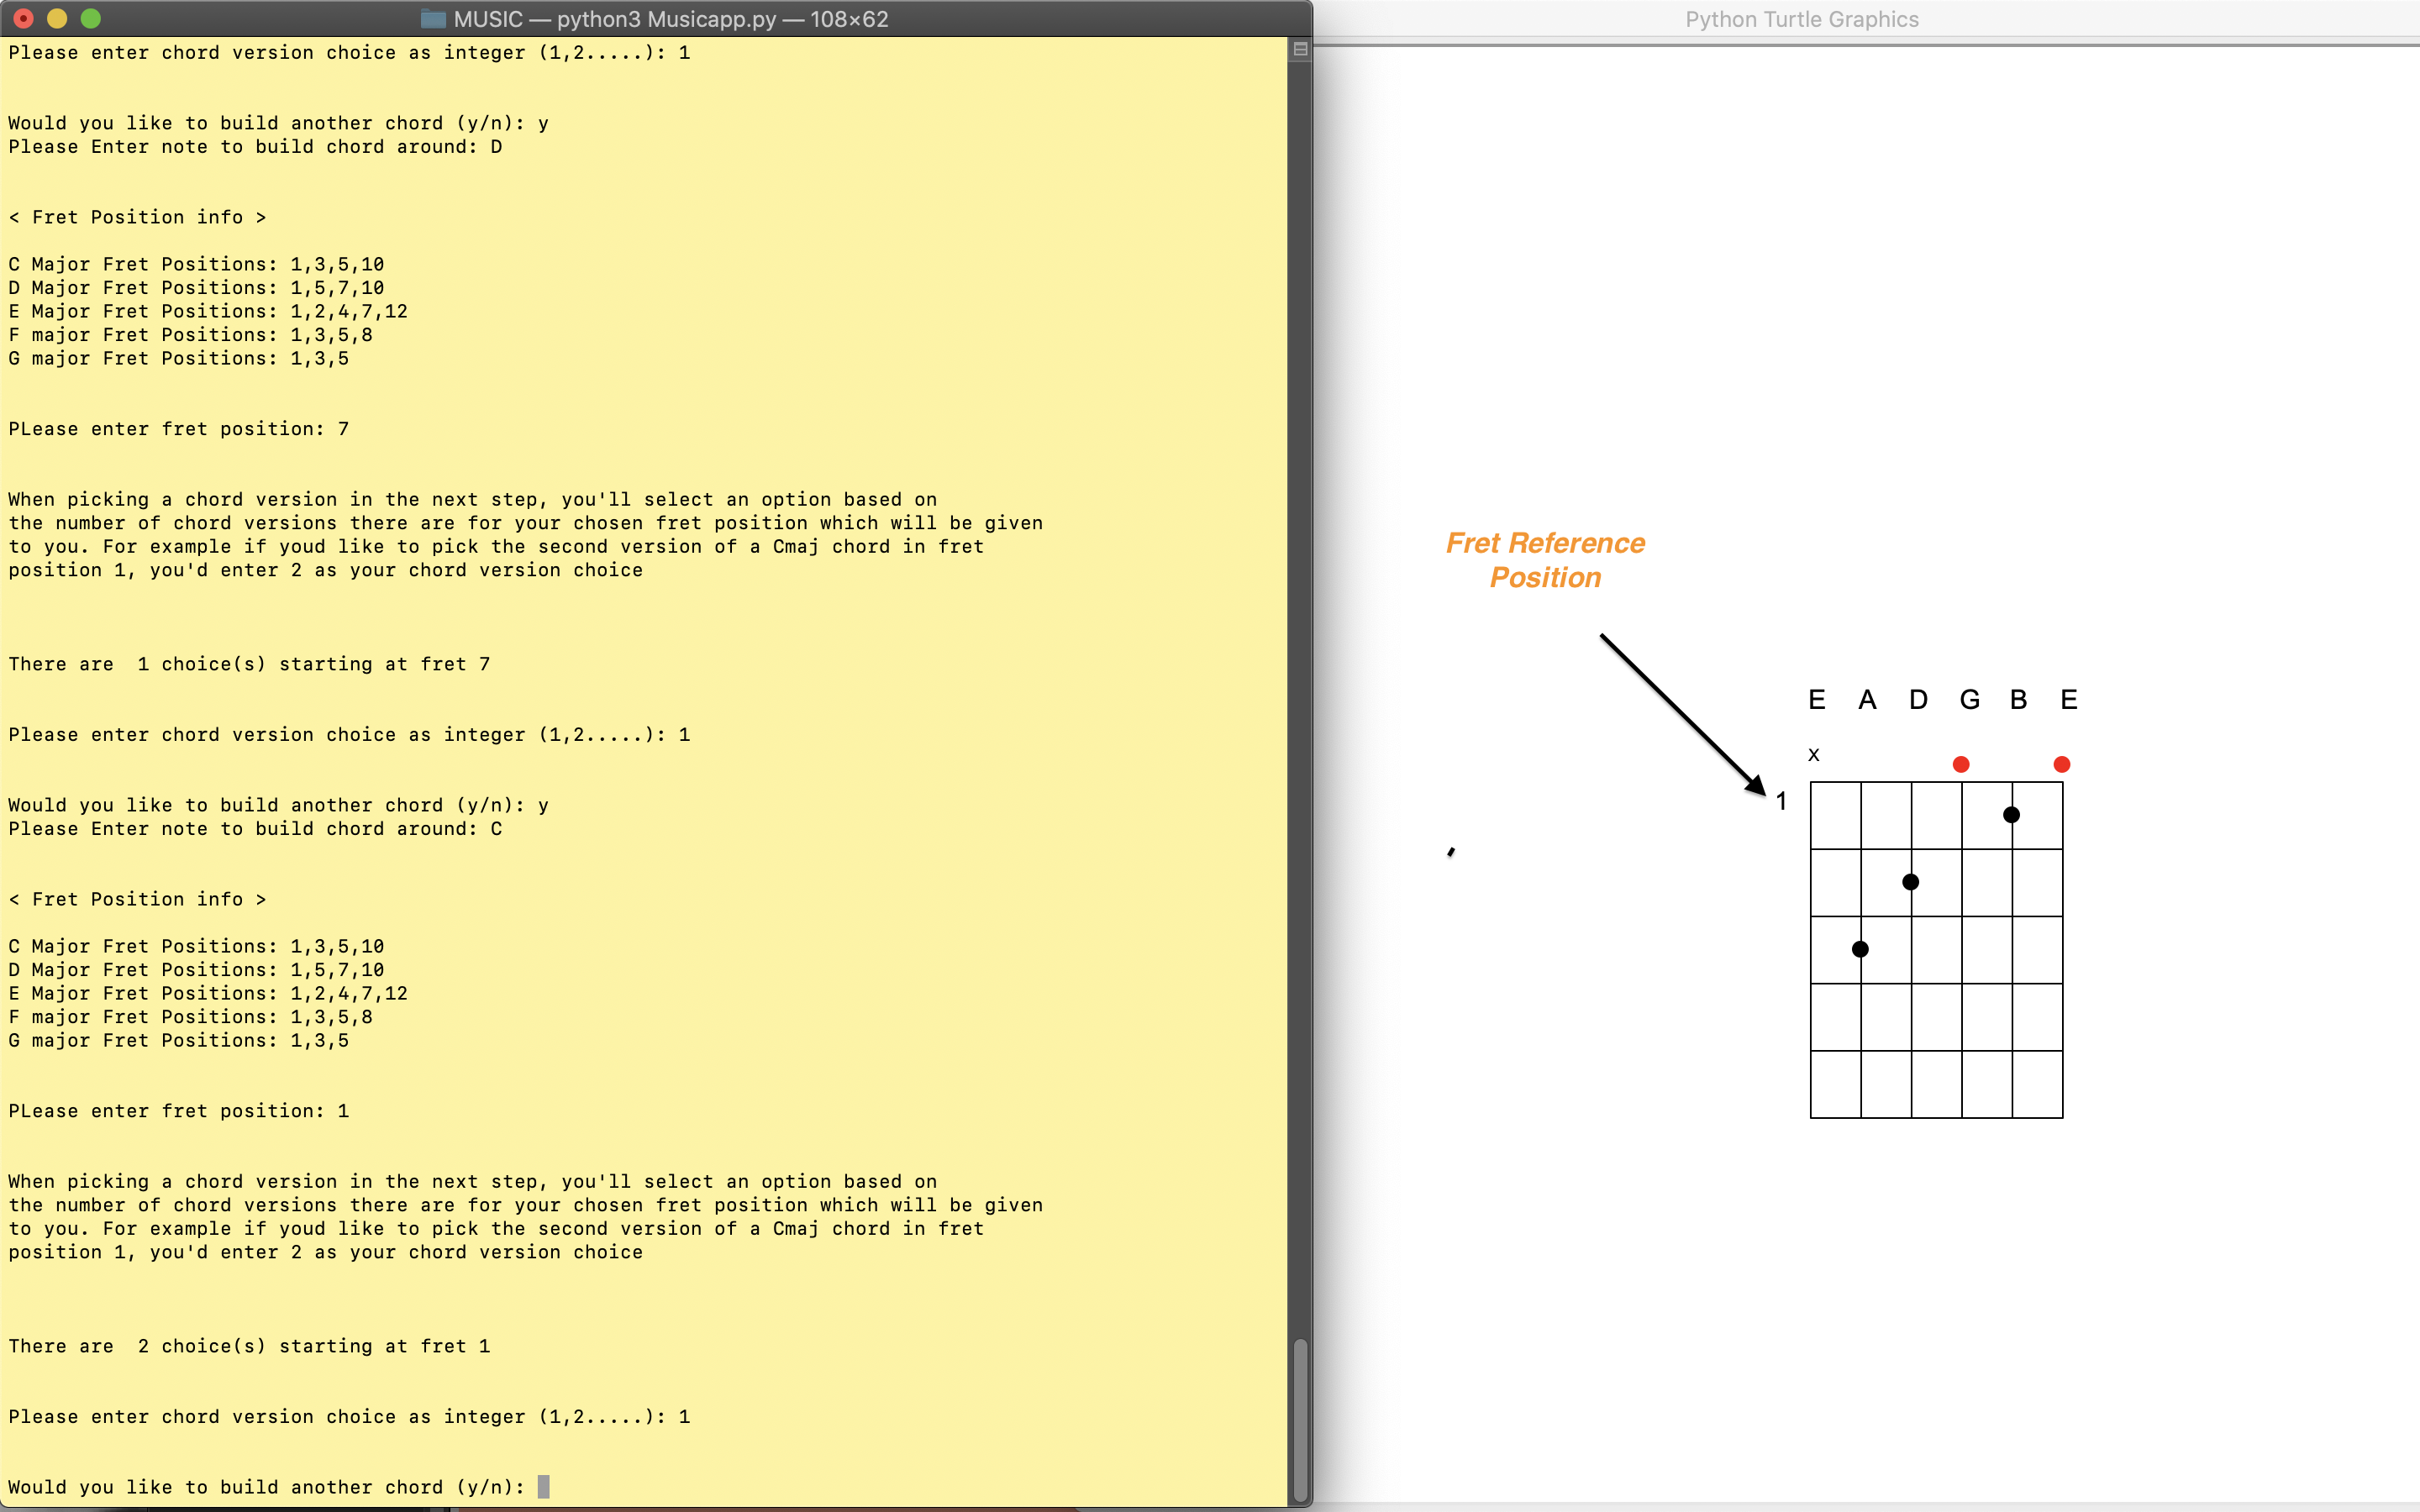 MUSIC — python3 Musicapp.py — 108×62
Please enter chord version choice as integer (1,2.....): 1
Would you like to build another chord (y/n): y
Please Enter note to build chord around: D
< Fret Position info >
C Major Fret Positions: 1,3,5,10
D Major Fret Positions: 1,5,7,10
E Major Fret Positions: 1,2,4,7,12
F major Fret Positions: 1,3,5,8
G major Fret Positions: 1,3,5
PLease enter fret position: 7
When picking a chord version in the next step, you'll select an option based on
the number of chord versions there are for your chosen fret position which will be given
to you. For example if youd like to pick the second version of a Cmaj chord in fret
position 1, you'd enter 2 as your chord version choice
There are  1 choice(s) starting at fret 7
Please enter chord version choice as integer (1,2.....): 1
Would you like to build another chord (y/n): y
Please Enter note to build chord around: C
< Fret Position info >
C Major Fret Positions: 1,3,5,10
D Major Fret Positions: 1,5,7,10
E Major Fret Positions: 1,2,4,7,12
F major Fret Positions: 1,3,5,8
G major Fret Positions: 1,3,5
PLease enter fret position: 1
When picking a chord version in the next step, you'll select an option based on
the number of chord versions there are for your chosen fret position which will be given
to you. For example if youd like to pick the second version of a Cmaj chord in fret
position 1, you'd enter 2 as your chord version choice
There are  2 choice(s) starting at fret 1
Please enter chord version choice as integer (1,2.....): 1
Would you like to build another chord (y/n):
Python Turtle Graphics
Fret Reference
Position
E A D G B E
x
1